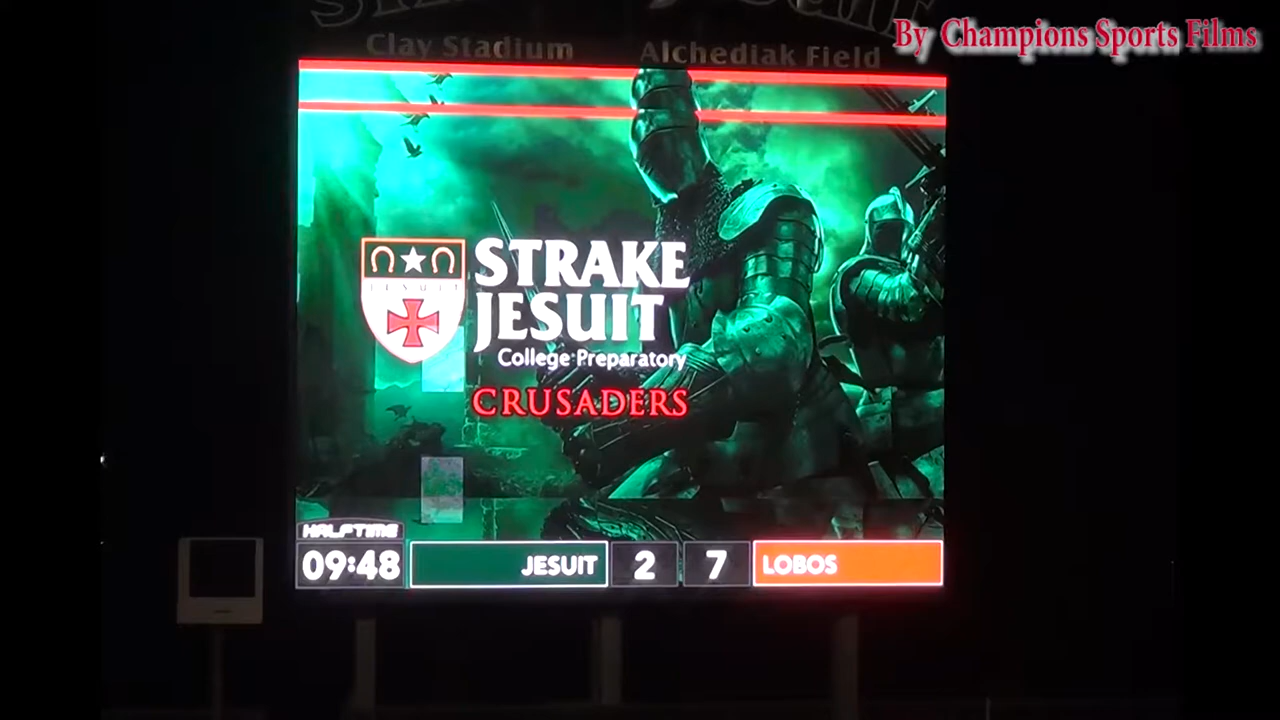 By Champions Sports Films
Clay Stadium Alchediak Field
JESUIT
STRAKE
JESUIT
College Preparatory
CRUSADERS
HALFTIME
09:48 JESUIT 2 7 LOBOS